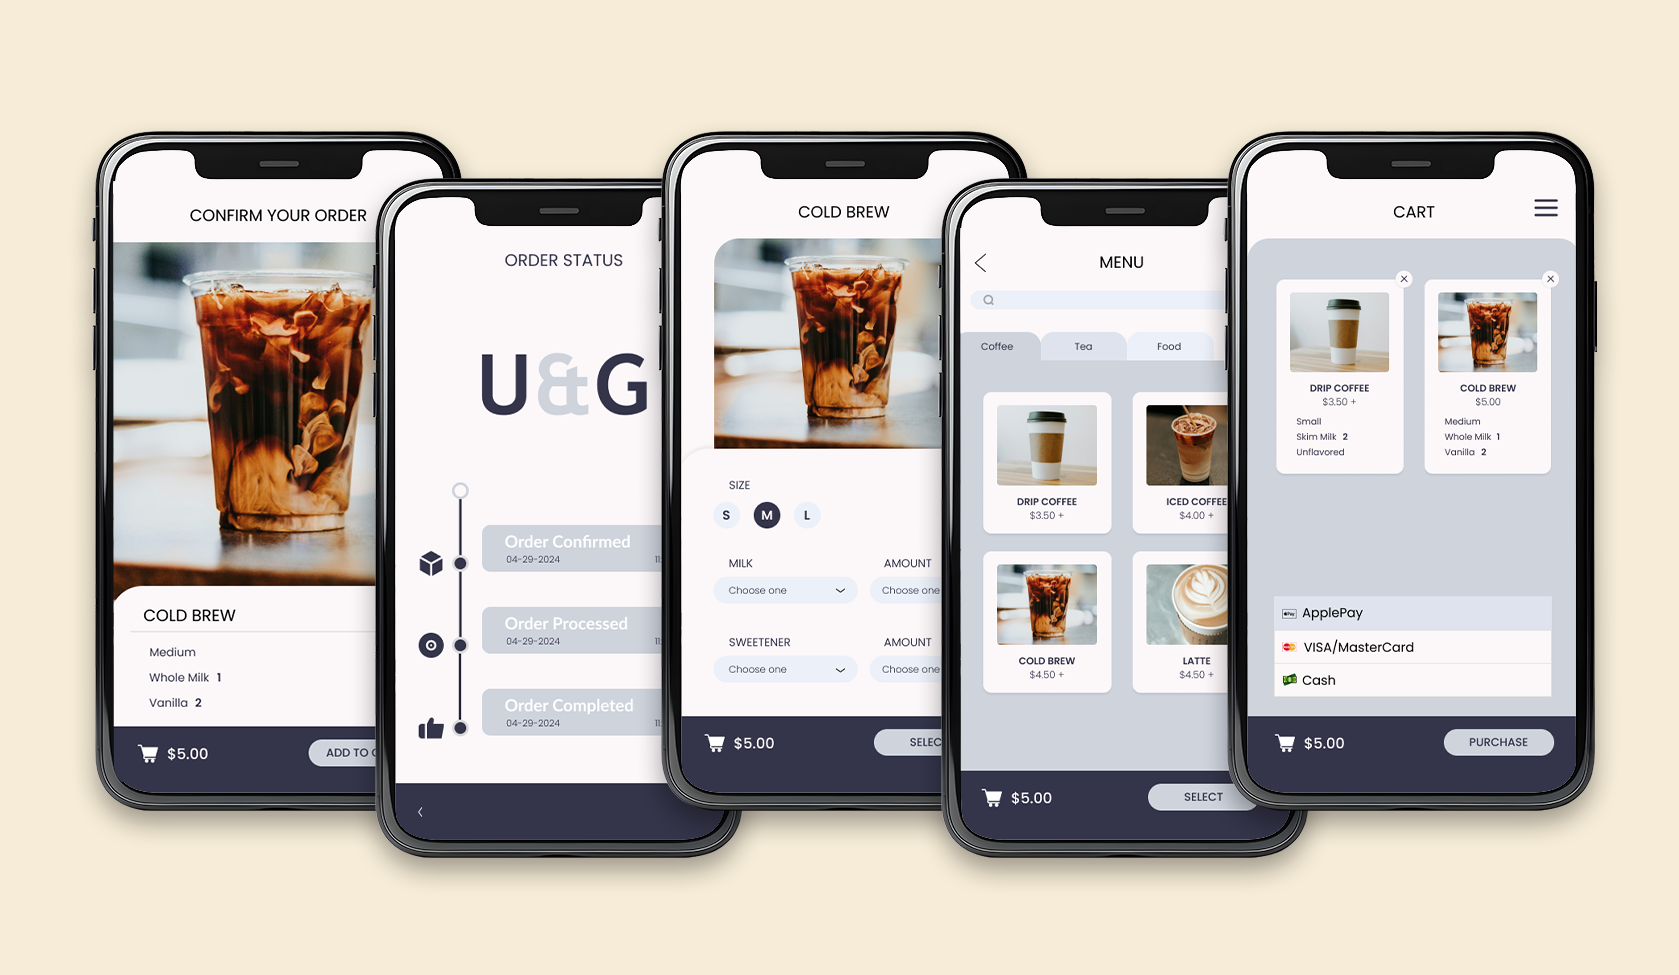 CONFIRM YOUR ORDER
COLD BREW
Medium
Whole Milk 1
Vanilla 2
$5.00
ADD TO
ORDER STATUS
U&G
Order Confirmed
04-29-2024
Order Processed
04-29-2024
Order Completed
04-29-2024
COLD BREW
SIZE
S M L
MILK AMOUNT
Choose one Choose one
SWEETENER AMOUNT
Choose one Choose one
$5.00
SELEC
MENU
Coffee Tea Food
DRIP COFFEE
$3.50 +
ICED COFFEE
$4.00 +
COLD BREW
$4.50 +
LATTE
$4.50 +
$5.00
SELECT
CART
DRIP COFFEE
$3.50 +
Small
Skim Milk 2
Unflavored
COLD BREW
$5.00
Medium
Whole Milk 1
Vanilla 2
ApplePay
VISA/MasterCard
Cash
$5.00
PURCHASE